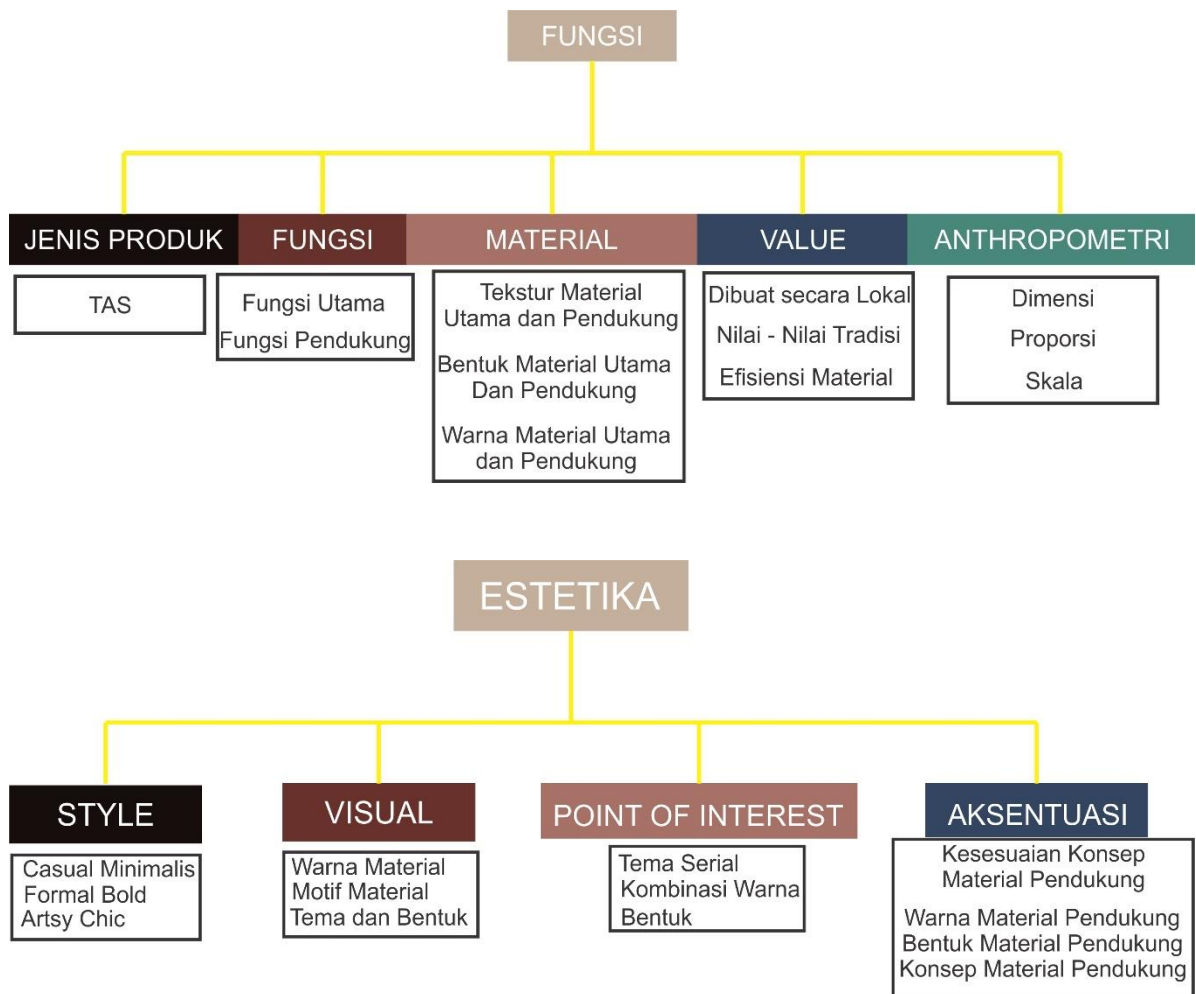 FUNGSI
JENIS PRODUK
FUNGSI
MATERIAL
VALUE
ANTHROPOMETRI
TAS
Fungsi Utama
Fungsi Pendukung
Tekstur Material
Utama dan Pendukung
Bentuk Material Utama
Dan Pendukung
Warna Material Utama
dan Pendukung
Dibuat secara Lokal
Nilai - Nilai Tradisi
Efisiensi Material
Dimensi
Proporsi
Skala
ESTETIKA
STYLE
VISUAL
POINT OF INTEREST
AKSENTUASI
Casual Minimalis
Formal Bold
Artsy Chic
Warna Material
Motif Material
Tema dan Bentuk
Tema Serial
Kombinasi Warna
Bentuk
Kesesuaian Konsep
Material Pendukung
Warna Material Pendukung
Bentuk Material Pendukung
Konsep Material Pendukung